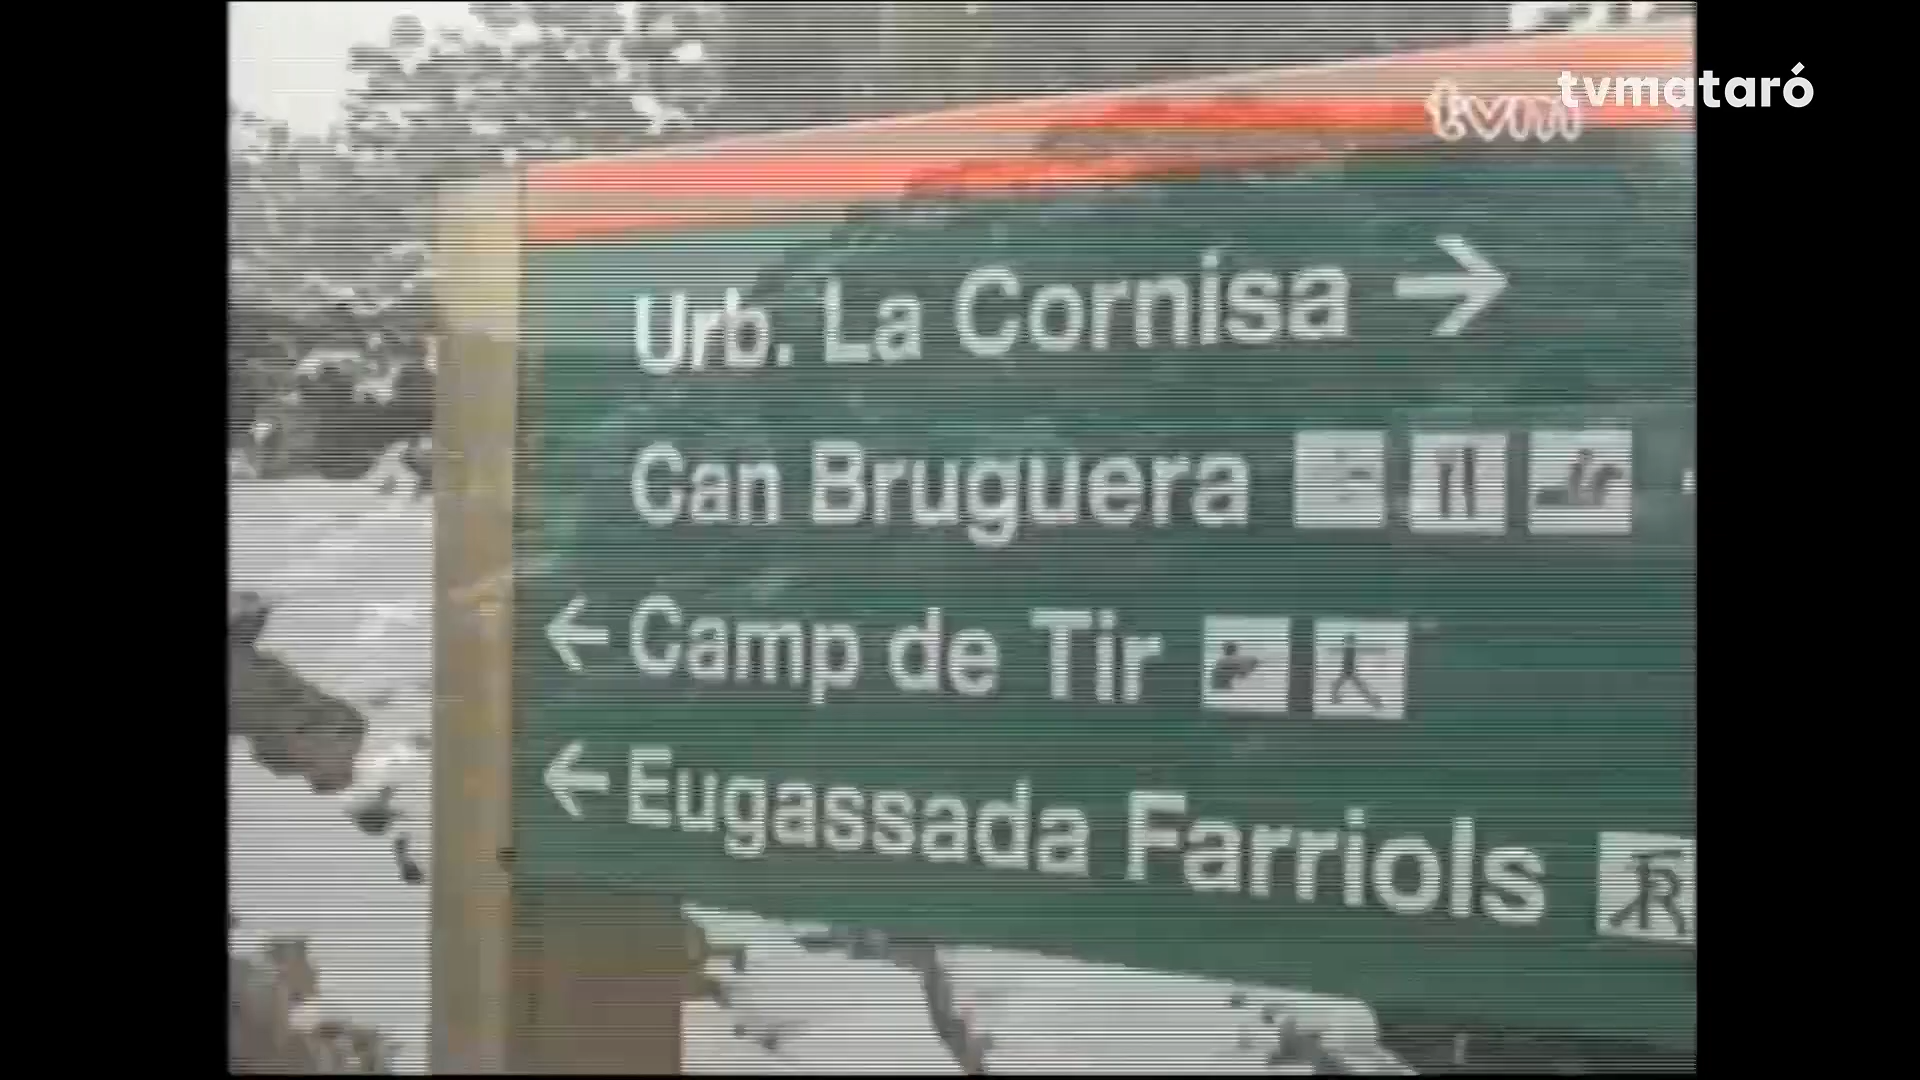 tvmataró
tvm
Urb. La Cornisa →
Can Bruguera
← Camp de Tir
← Eugassada Farriols